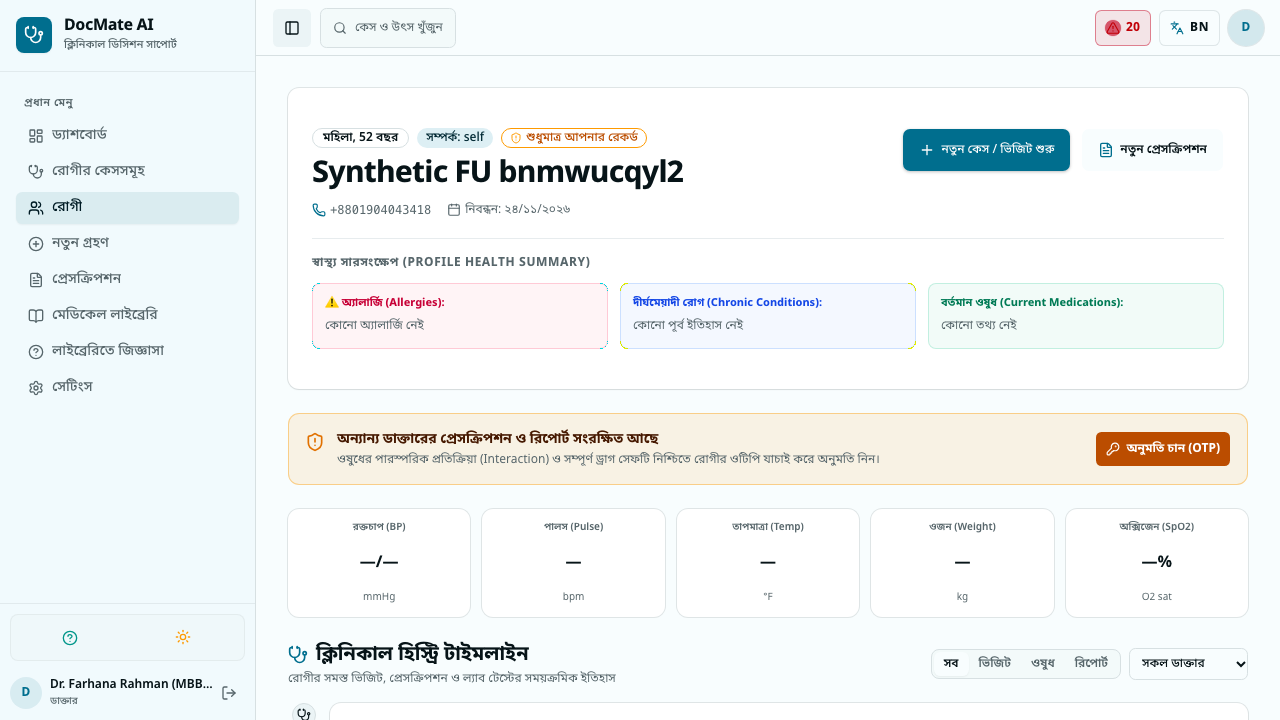 DocMate AI
ক্লিনিকাল ডিসিশন সাপোর্ট
প্রধান মেনু
ড্যাশবোর্ড
রোগীর কেসসমূহ
রোগী
নতুন গ্রহণ
প্রেসক্রিপশন
মেডিকেল লাইব্রেরি
লাইব্রেরিতে জিজ্ঞাসা
সেটিংস
D
Dr. Farhana Rahman (MBB...
ডাক্তার
কেস ও উৎস খুঁজুন
20
BN
D
মহিলা, 52 বছর
সম্পর্ক: self
শুধুমাত্র আপনার রেকর্ড
Synthetic FU bnmwucqyl2
+8801904043418
নিবন্ধন: ২৪/১১/২০২৬
নতুন কেস / ভিজিট শুরু
নতুন প্রেসক্রিপশন
স্বাস্থ্য সারসংক্ষেপ (PROFILE HEALTH SUMMARY)
⚠️ অ্যালার্জি (Allergies):
কোনো অ্যালার্জি নেই
দীর্ঘমেয়াদী রোগ (Chronic Conditions):
কোনো পূর্ব ইতিহাস নেই
বর্তমান ওষুধ (Current Medications):
কোনো তথ্য নেই
অন্যান্য ডাক্তারের প্রেসক্রিপশন ও রিপোর্ট সংরক্ষিত আছে
ওষুধের পারস্পরিক প্রতিক্রিয়া (Interaction) ও সম্পূর্ণ ড্রাগ সেফটি নিশ্চিতে রোগীর ওটিপি যাচাই করে অনুমতি নিন।
অনুমতি চান (OTP)
রক্তচাপ (BP)
—/—
mmHg
পালস (Pulse)
—
bpm
তাপমাত্রা (Temp)
—
°F
ওজন (Weight)
—
kg
অক্সিজেন (SpO2)
—%
O2 sat
ক্লিনিকাল হিস্ট্রি টাইমলাইন
রোগীর সমস্ত ভিজিট, প্রেসক্রিপশন ও ল্যাব টেস্টের সময়ক্রমিক ইতিহাস
সব
ভিজিট
ওষুধ
রিপোর্ট
সকল ডাক্তার